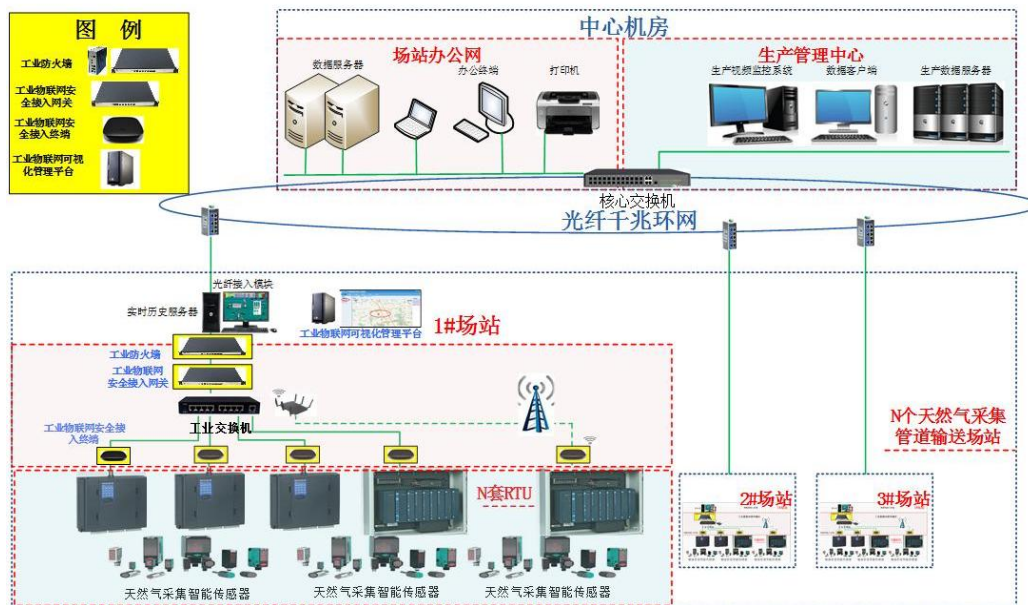 图 例
工业防火墙
工业物联网安
全接入网关
工业物联网安
全接入终端
工业物联网可视
化管理平台
中心机房
场站办公网
数据服务器
办公终端
打印机
生产管理中心
生产视频监控系统
数据客户端
生产数据服务器
核心交换机
光纤千兆环网
光纤接入模块
实时历史服务器
工业物联网可视化管理平台
1#场站
工业防火墙
工业物联网
安全接入网关
工业交换机
工业物联网安全接
入终端
N个天然气采集
管道输送场站
N套RTU
2#场站
3#场站
天然气采集智能传感器
天然气采集智能传感器
天然气采集智能传感器